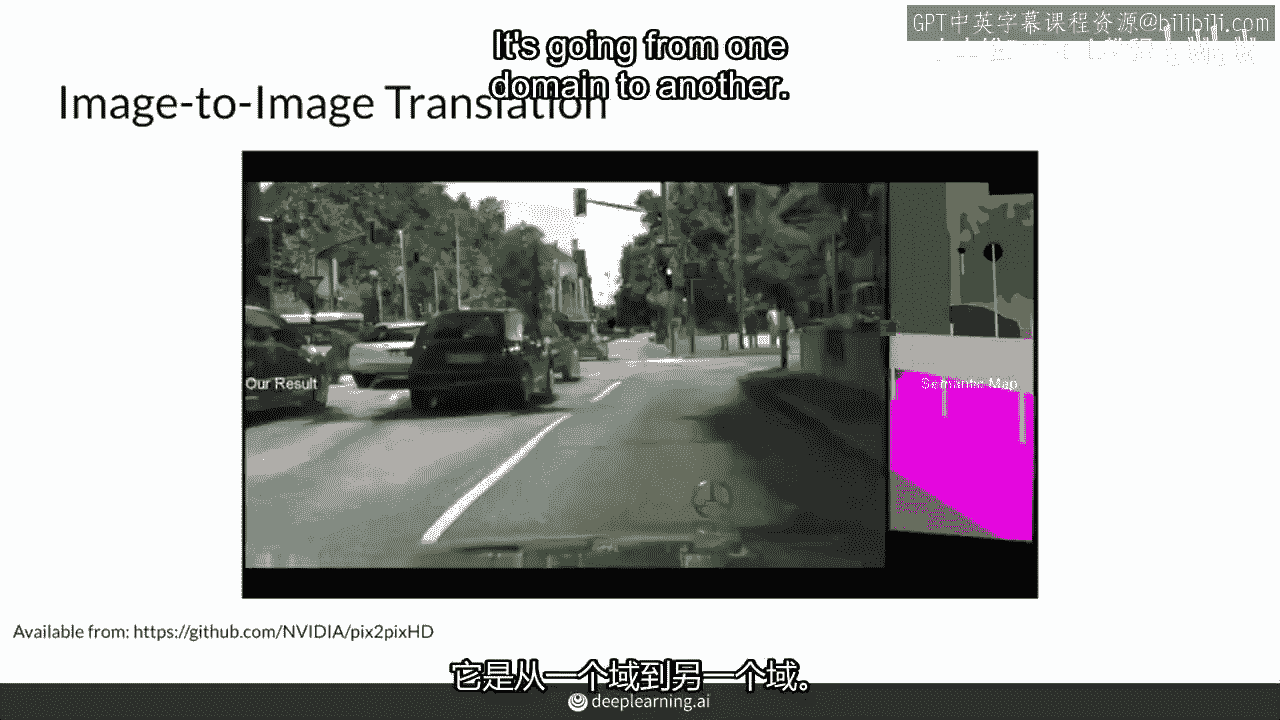 GPT中英字幕课程资源@bilibili.com
It's going from one
domain to another.
Image-to-Image Translation
Our Result
Semantic Map
Available from: https://github.com/NVIDIA/pix2pixHD
它是从一个域到另一个域。
deeplearning.ai